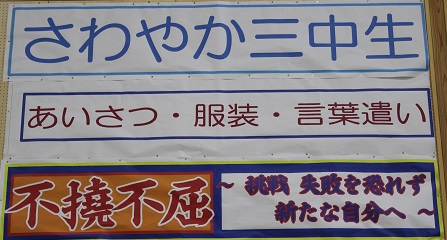 さわやか三中生
あいさつ・服装・言葉遣い
不撓不屈
~ 挑戦 失敗を恐れず
新たな自分へ ~